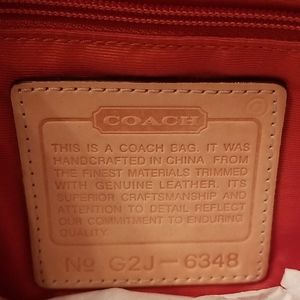 COACH
THIS IS A COACH BAG. IT WAS
HANDCRAFTED IN CHINA FROM
THE FINEST MATERIALS TRIMMED
WITH GENUINE LEATHER. ITS
SUPERIOR CRAFTSMANSHIP AND
ATTENTION TO DETAIL REFLECT
OUR COMMITMENT TO ENDURING
QUALITY.
No G2J-6348